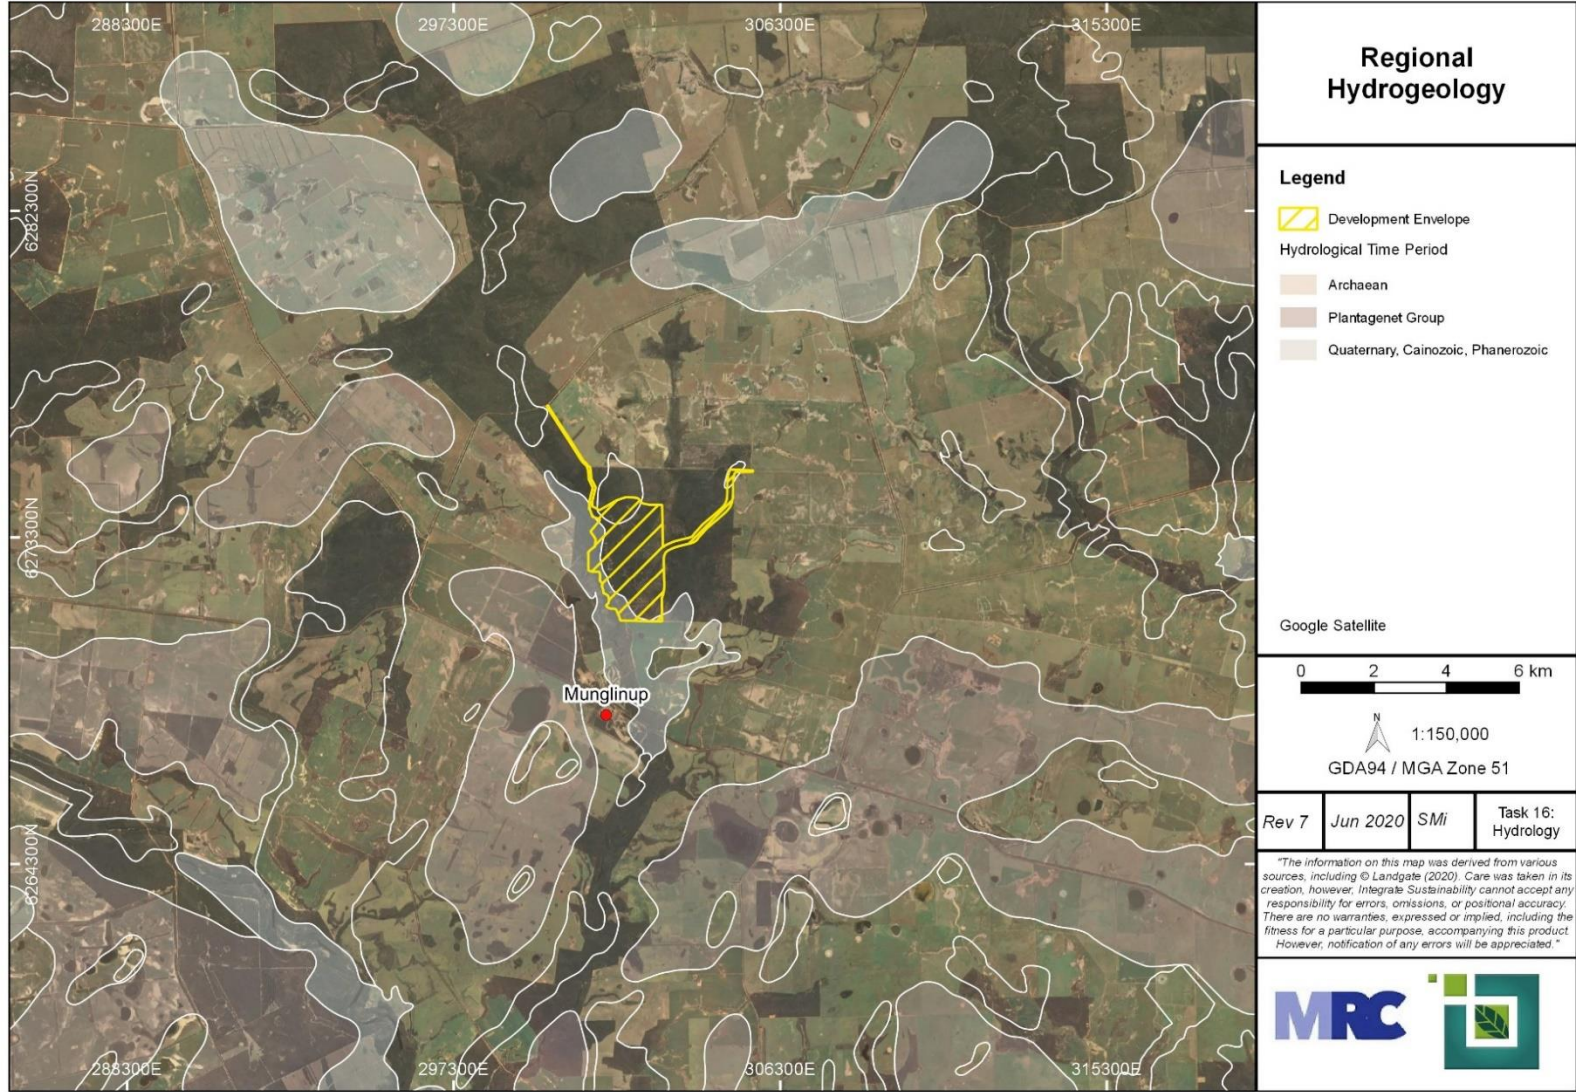 288300E
297300E
306300E
315300E
6282300N
6273300N
6264300N
Munglinup
288300E
297300E
306300E
315300E
Regional
Hydrogeology
Legend
Development Envelope
Hydrological Time Period
Archaean
Plantagenet Group
Quaternary, Cainozoic, Phanerozoic
Google Satellite
0 2 4 6 km
N
1:150,000
GDA94 / MGA Zone 51
Rev 7
Jun 2020
SMi
Task 16:
Hydrology
"The information on this map was derived from various
sources, including © Landgate (2020). Care was taken in its
creation, however, Integrate Sustainability cannot accept any
responsibility for errors, omissions, or positional accuracy.
There are no warranties, expressed or implied, including the
fitness for a particular purpose, accompanying this product.
However, notification of any errors will be appreciated."
MRC